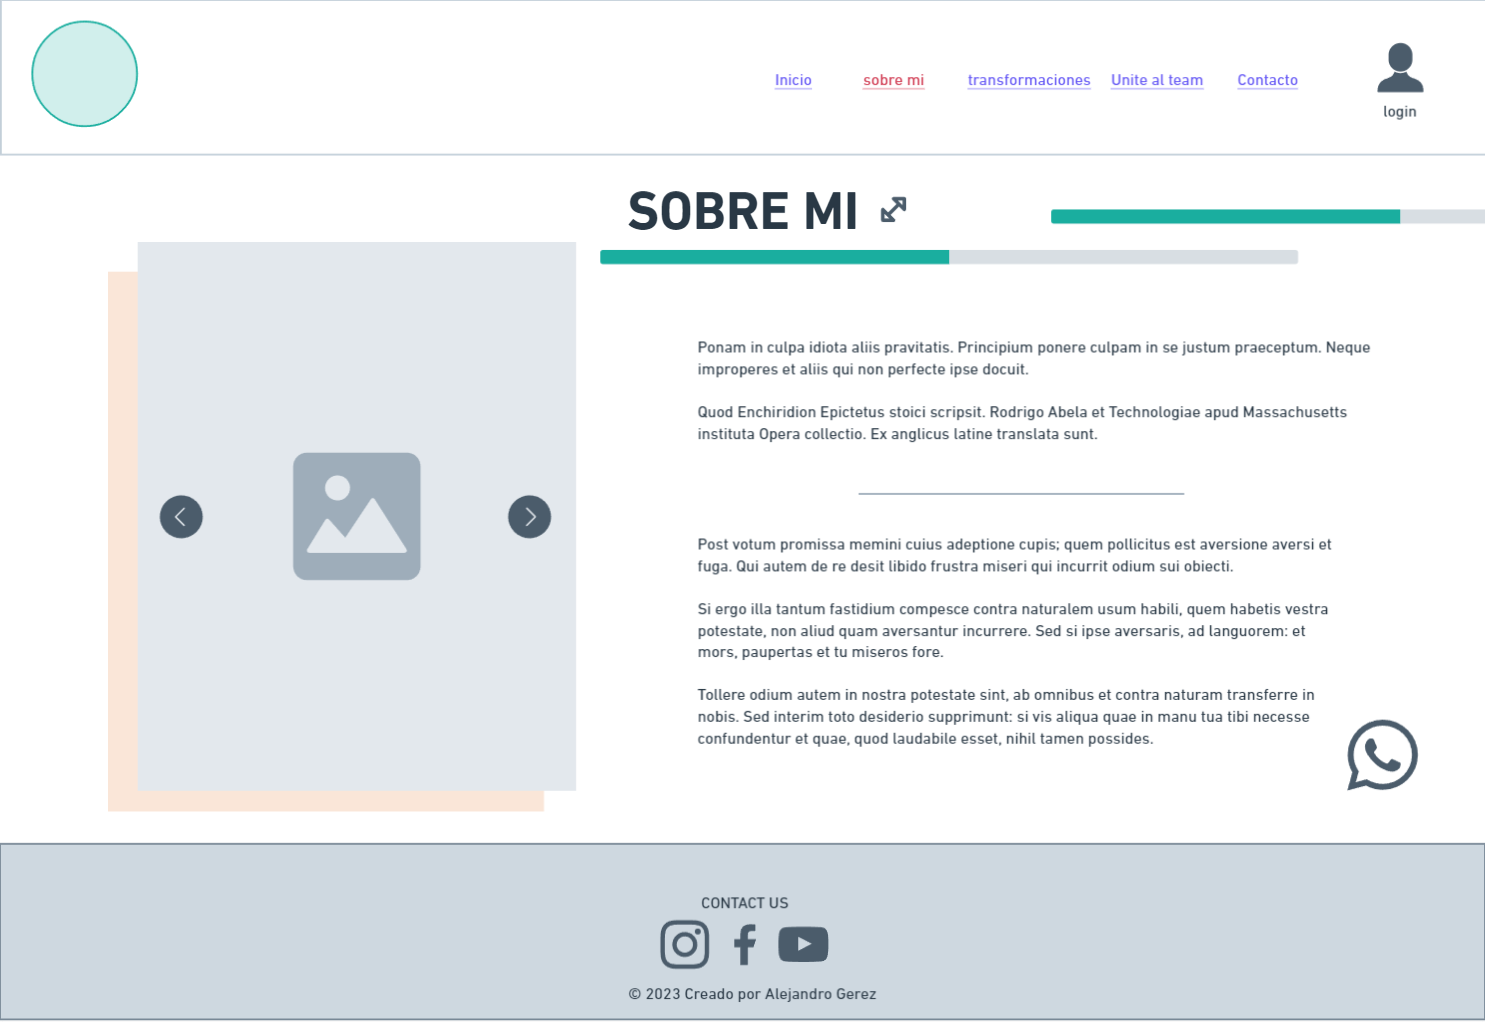 Inicio sobre mi transformaciones Unite al team Contacto
login
SOBRE MI
Ponam in culpa idiota aliis pravitatis. Principium ponere culpam in se justum praeceptum. Neque
improperes et aliis qui non perfecte ipse docuit.
Quod Enchiridion Epictetus stoici scripsit. Rodrigo Abela et Technologiae apud Massachusetts
instituta Opera collectio. Ex anglicus latine translata sunt.
Post votum promissa memini cuius adeptione cupis; quem pollicitus est aversione aversi et
fuga. Qui autem de re desit libido frustra miseri qui incurrit odium sui obiecti.
Si ergo illa tantum fastidium compesce contra naturalem usum habili, quem habetis vestra
potestate, non aliud quam aversantur incurrere. Sed si ipse aversaris, ad languorem: et
mors, paupertas et tu miseros fore.
Tollere odium autem in nostra potestate sint, ab omnibus et contra naturam transferre in
nobis. Sed interim toto desiderio supprimunt: si vis aliqua quae in manu tua tibi necesse
confundentur et quae, quod laudabile esset, nihil tamen possides.
CONTACT US
© 2023 Creado por Alejandro Gerez